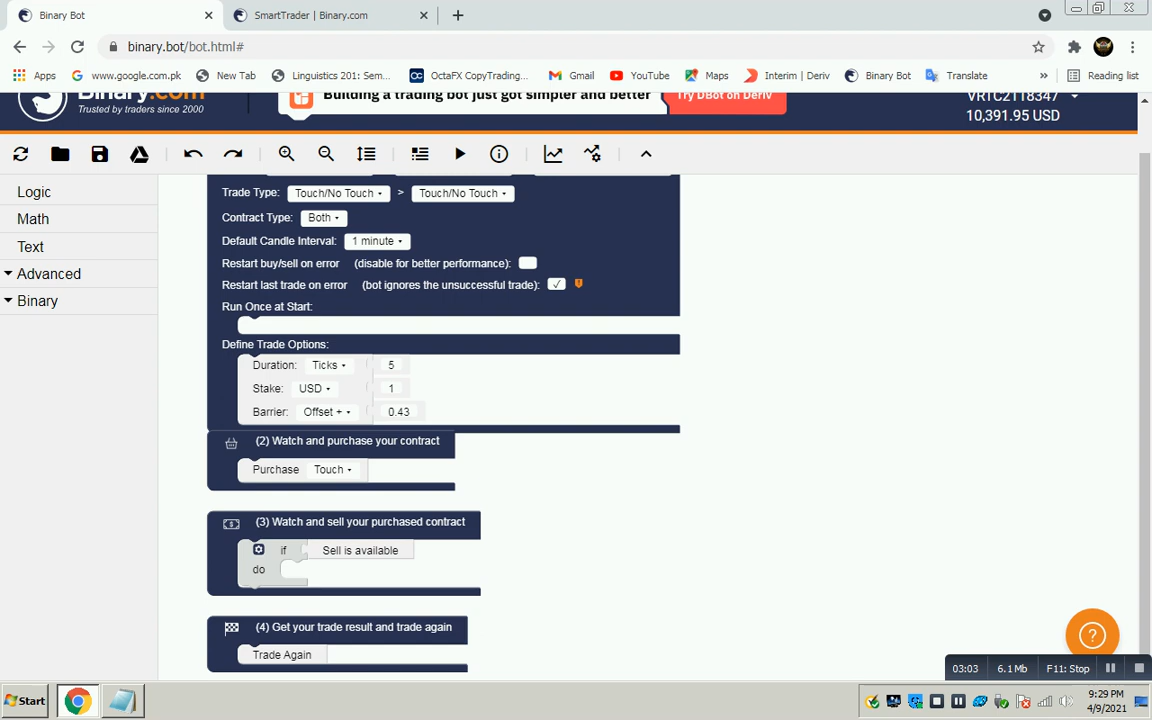 Binary Bot
SmartTrader | Binary.com
binary.bot/bot.html#
Apps
www.google.com.pk
New Tab
Linguistics 201: Sem...
OctaFX CopyTrading...
Gmail
YouTube
Maps
Interim | Deriv
Binary Bot
Translate
»
Reading list
Binary.com
Trusted by traders since 2000
Building a trading bot just got simpler and better
Try DBot on Deriv
VRTC2118347
10,391.95 USD
Logic
Math
Text
Advanced
Binary
Trade Type: Touch/No Touch > Touch/No Touch
Contract Type: Both
Default Candle Interval: 1 minute
Restart buy/sell on error (disable for better performance):
Restart last trade on error (bot ignores the unsuccessful trade): ✓
Run Once at Start:
Define Trade Options:
Duration: Ticks 5
Stake: USD 1
Barrier: Offset + 0.43
(2) Watch and purchase your contract
Purchase Touch
(3) Watch and sell your purchased contract
if Sell is available
do
(4) Get your trade result and trade again
Trade Again
?
03:03 6.1 Mb F11: Stop
Start
9:29 PM
4/9/2021